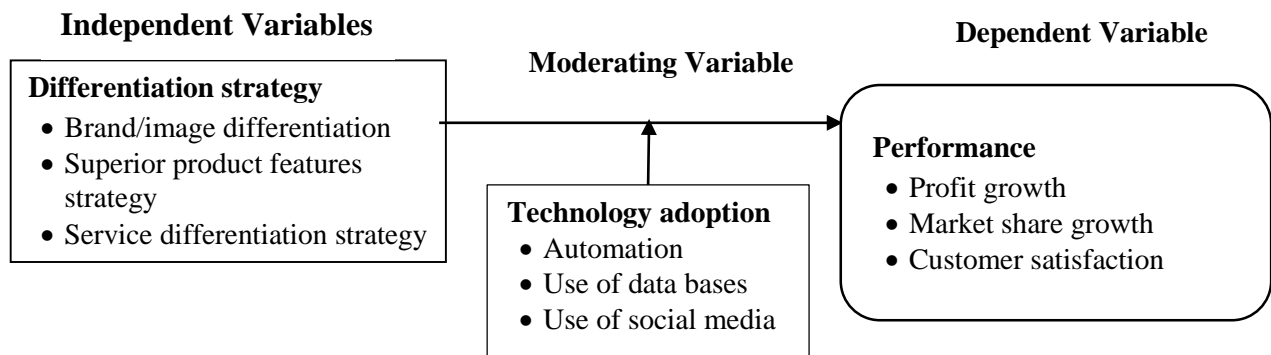 Independent Variables
Differentiation strategy
• Brand/image differentiation
• Superior product features
strategy
• Service differentiation strategy
Moderating Variable
Technology adoption
• Automation
• Use of data bases
• Use of social media
Dependent Variable
Performance
• Profit growth
• Market share growth
• Customer satisfaction